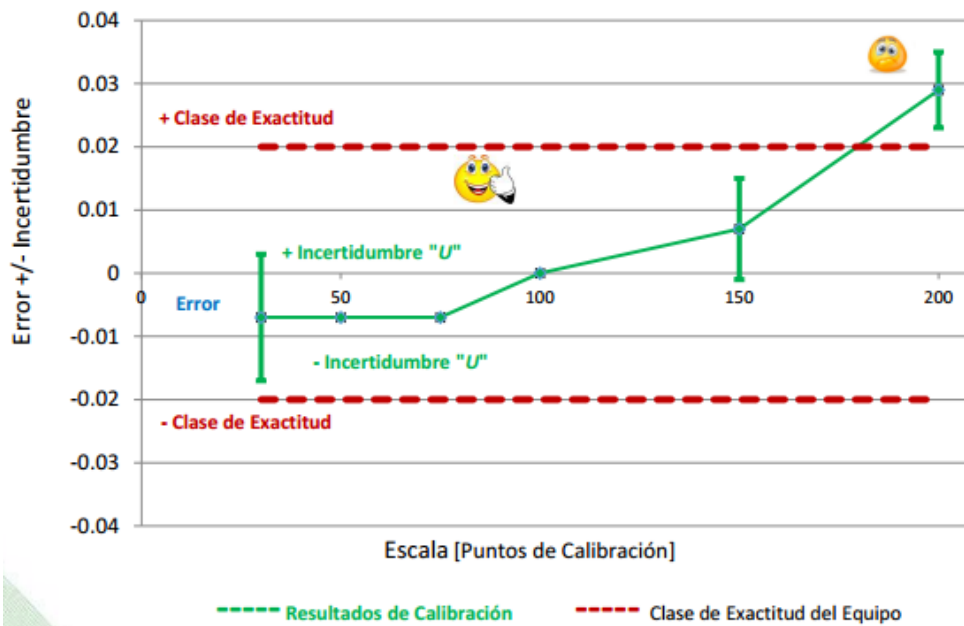 0.04
0.03
0.02
0.01
0
-0.01
-0.02
-0.03
-0.04
Error +/- Incertidumbre
+ Clase de Exactitud
+ Incertidumbre "U"
0 50 100 150 200
Error
- Incertidumbre "U"
- Clase de Exactitud
Escala [Puntos de Calibración]
Resultados de Calibración
Clase de Exactitud del Equipo